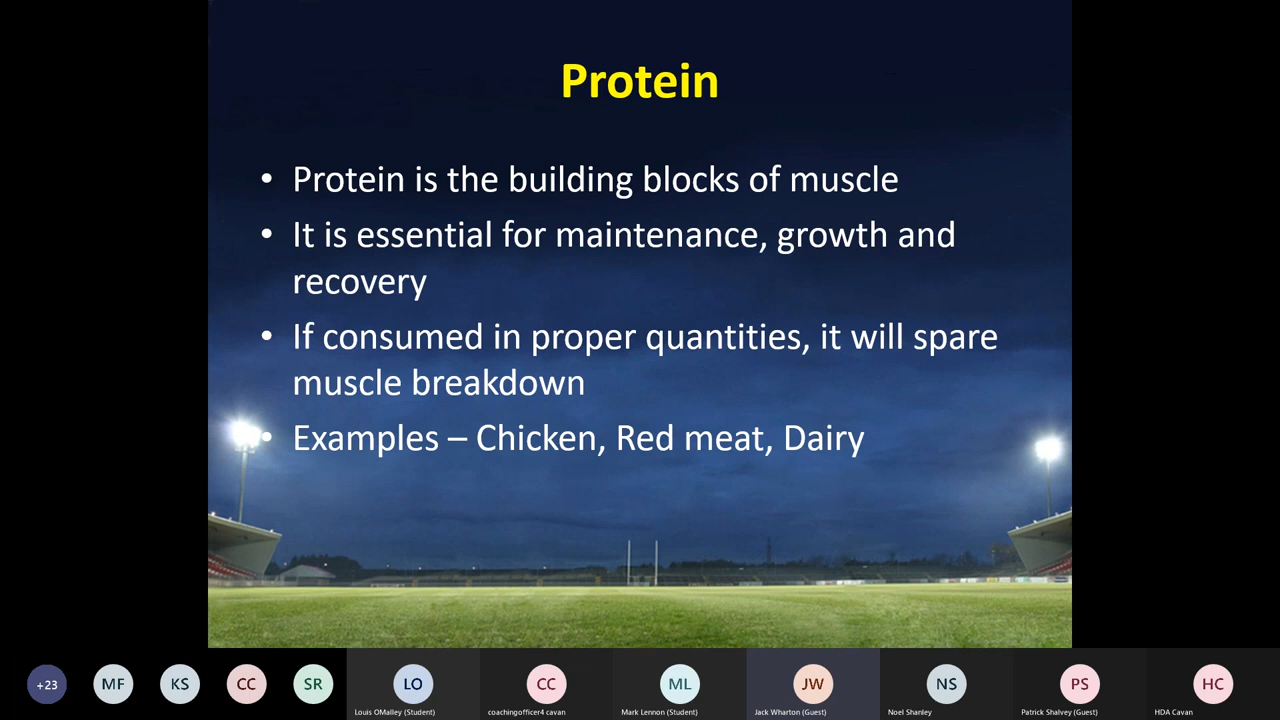 Protein
• Protein is the building blocks of muscle
• It is essential for maintenance, growth and
recovery
• If consumed in proper quantities, it will spare
muscle breakdown
• Examples – Chicken, Red meat, Dairy
+23
MF
KS
CC
SR
LO
CC
ML
JW
NS
PS
HC
Louis OMalley (Student)
coachingofficer4 cavan
Mark Lennon (Student)
Jack Wharton (Guest)
Noel Shanley
Patrick Shalvey (Guest)
HDA Cavan